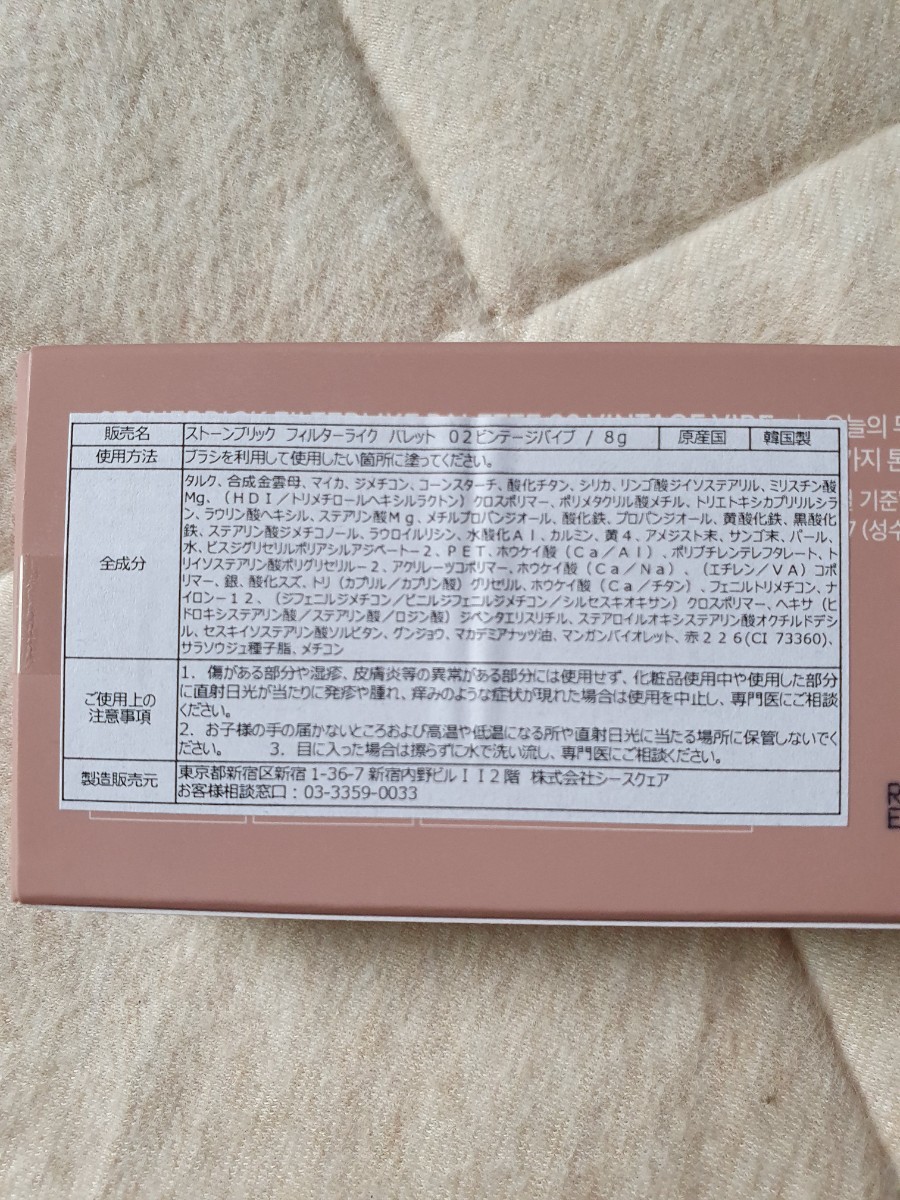 販売名 ストーンブリック フィルターライク パレット 02ビンテージバイブ / 8g 原産国 韓国製
使用方法 ブラシを利用して使用したい箇所に塗ってください。
全成分
タルク、合成金雲母、マイカ、ジメチコン、コーンスターチ、酸化チタン、シリカ、リンゴ酸ジイソステアリル、ミリスチン酸
Mg、（HDI／トリメチロールヘキシルラクトン）クロスポリマー、ポリメタクリル酸メチル、トリエトキシカプリリルシラ
ン、ラウリン酸ヘキシル、ステアリン酸Mg、メチルプロパンジオール、酸化鉄、プロパンジオール、黄酸化鉄、黒酸化
鉄、ステアリン酸ジメチコノール、ラウロイルリシン、水酸化Al、カルミン、黄4、アメジスト末、サンゴ末、パール、
水、ビスジグリセリルポリアシルアジペート－2、PET、ホウケイ酸（Ca／Al）、ポリブチレンテレフタレート、ト
リイソステアリン酸ポリグリセリル－2、アクリレーツコポリマー、ホウケイ酸（Ca／Na）、（エチレン／VA）コポ
リマー、銀、酸化スズ、トリ（カプリル／カプリン酸）グリセリル、ホウケイ酸（Ca／チタン）、フェニルトリメチコン、ナ
イロン－12、（ジフェニルジメチコン／ビニルジフェニルジメチコン／シルセスキオキサン）クロスポリマー、ヘキサ（ヒ
ドロキシステアリン酸／ステアリン酸／ロジン酸）ジペンタエリスリチル、ステアロイルオキシステアリン酸オクチルドデシ
ル、セスキイソステアリン酸ソルビタン、グンジョウ、マカデミアナッツ油、マンガンバイオレット、赤226(CI 73360)、
サラソウジュ種子脂、メチコン
ご使用上の
注意事項
1．傷がある部分や湿疹、皮膚炎等の異常がある部分には使用せず、化粧品使用中や使用した部分
に直射日光が当たりに発疹や腫れ、痒みのような症状が現れた場合は使用を中止し、専門医にご相談
ください。
2．お子様の手の届かないところおよび高温や低温になる所や直射日光に当たる場所に保管しないでく
ださい。 3．目に入った場合は擦らずに水で洗い流し、専門医にご相談ください。
製造販売元
東京都新宿区新宿 1-36-7 新宿内野ビルII2階 株式会社シースクェア
お客様相談窓口：03-3359-0033
가지 톤
기준
7 (성수
R
E